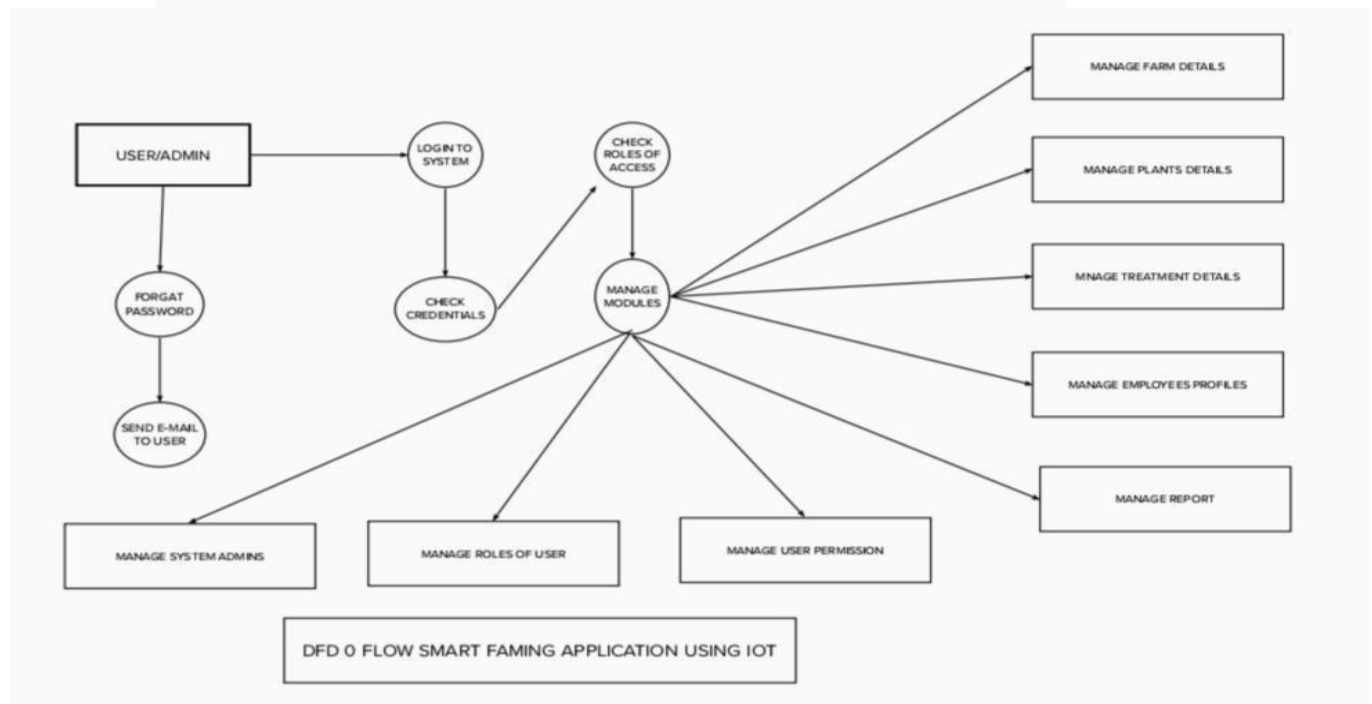 MANAGE FARM DETAILS
USER/ADMIN
LOGIN TO
SYSTEM
CHECK
ROLES OF
ACCESS
MANAGE PLANTS DETAILS
MNAGE TREATMENT DETAILS
FORGAT
PASSWORD
CHECK
CREDENTIALS
MANAGE
MODULES
MANAGE EMPLOYEES PROFILES
SEND E-MAIL
TO USER
MANAGE REPORT
MANAGE SYSTEM ADMINS
MANAGE ROLES OF USER
MANAGE USER PERMISSION
DFD 0 FLOW SMART FAMING APPLICATION USING IOT